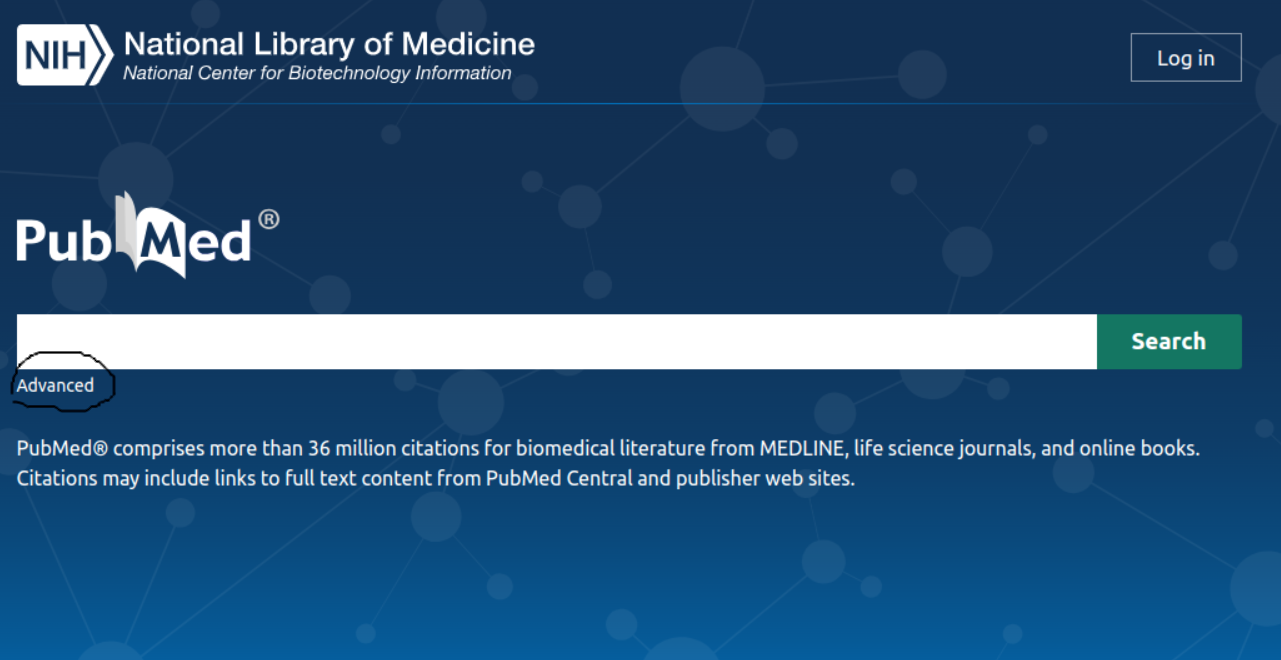 NIH National Library of Medicine
National Center for Biotechnology Information
Log in
PubMed®
Search
Advanced
PubMed® comprises more than 36 million citations for biomedical literature from MEDLINE, life science journals, and online books.
Citations may include links to full text content from PubMed Central and publisher web sites.